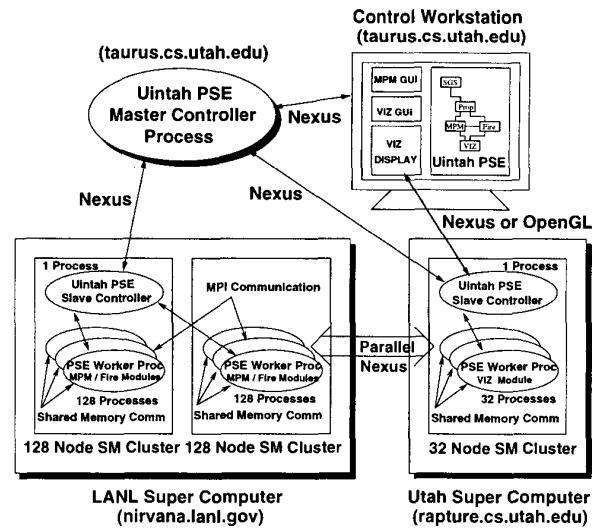 Control Workstation
(taurus.cs.utah.edu)
(taurus.cs.utah.edu)
Uintah PSE
Master Controller
Process
Nexus
MPM GUI
VIZ GUI
VIZ
DISPLAY
SGS
Prop
MPM
Fire
VIZ
Uintah PSE
Nexus
Nexus
Nexus or OpenGL
1 Process
Uintah PSE
Slave Controller
MPI Communication
PSE Worker Proc
MPM / Fire Modules
128 Processes
Shared Memory Comm
PSE Worker Proc
MPM / Fire Modules
128 Processes
Shared Memory Comm
128 Node SM Cluster
128 Node SM Cluster
Parallel
Nexus
1 Process
Uintah PSE
Slave Controller
PSE Worker Proc
VIZ Module
32 Processes
Shared Memory Comm
32 Node SM Cluster
LANL Super Computer
(nirvana.lanl.gov)
Utah Super Computer
(rapture.cs.utah.edu)